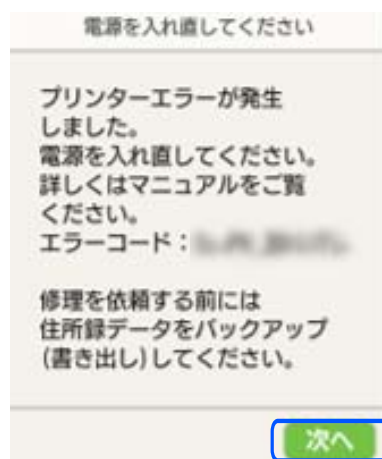 電源を入れ直してください
プリンターエラーが発生
しました。
電源を入れ直してください。
詳しくはマニュアルをご覧
ください。
エラーコード：
修理を依頼する前には
住所録データをバックアップ
(書き出し)してください。
次へ